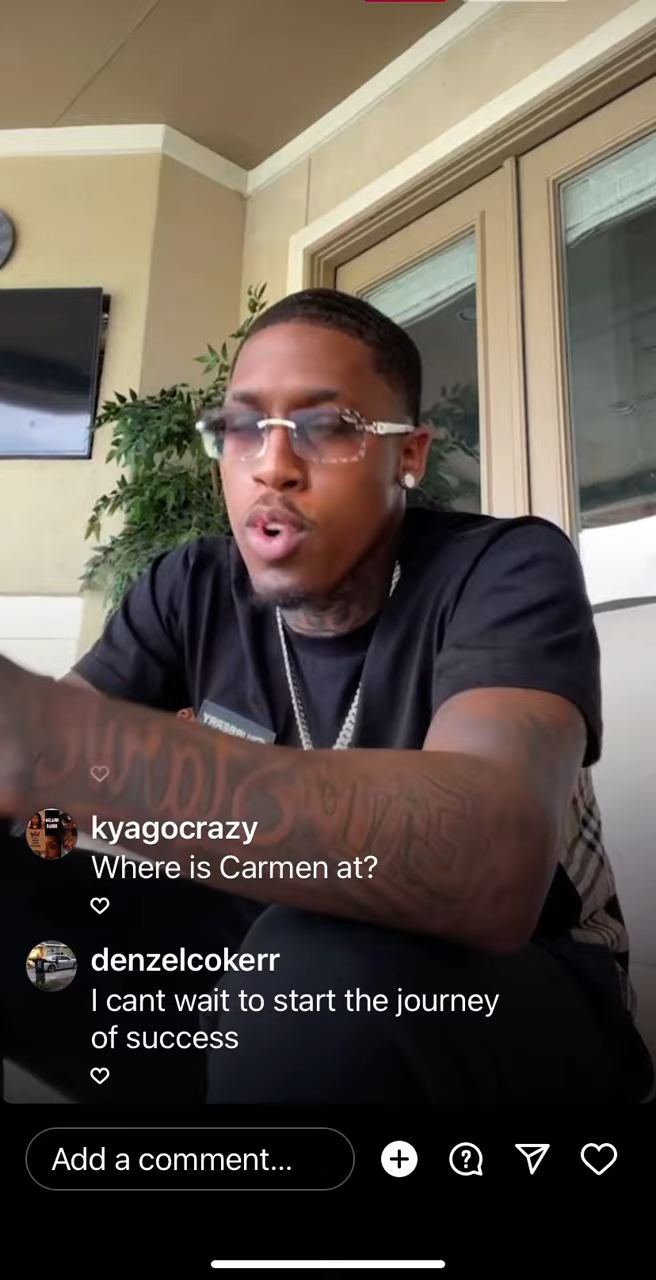 kyagocrazy
Where is Carmen at?
denzelcokerr
I cant wait to start the journey
of success
Add a comment...